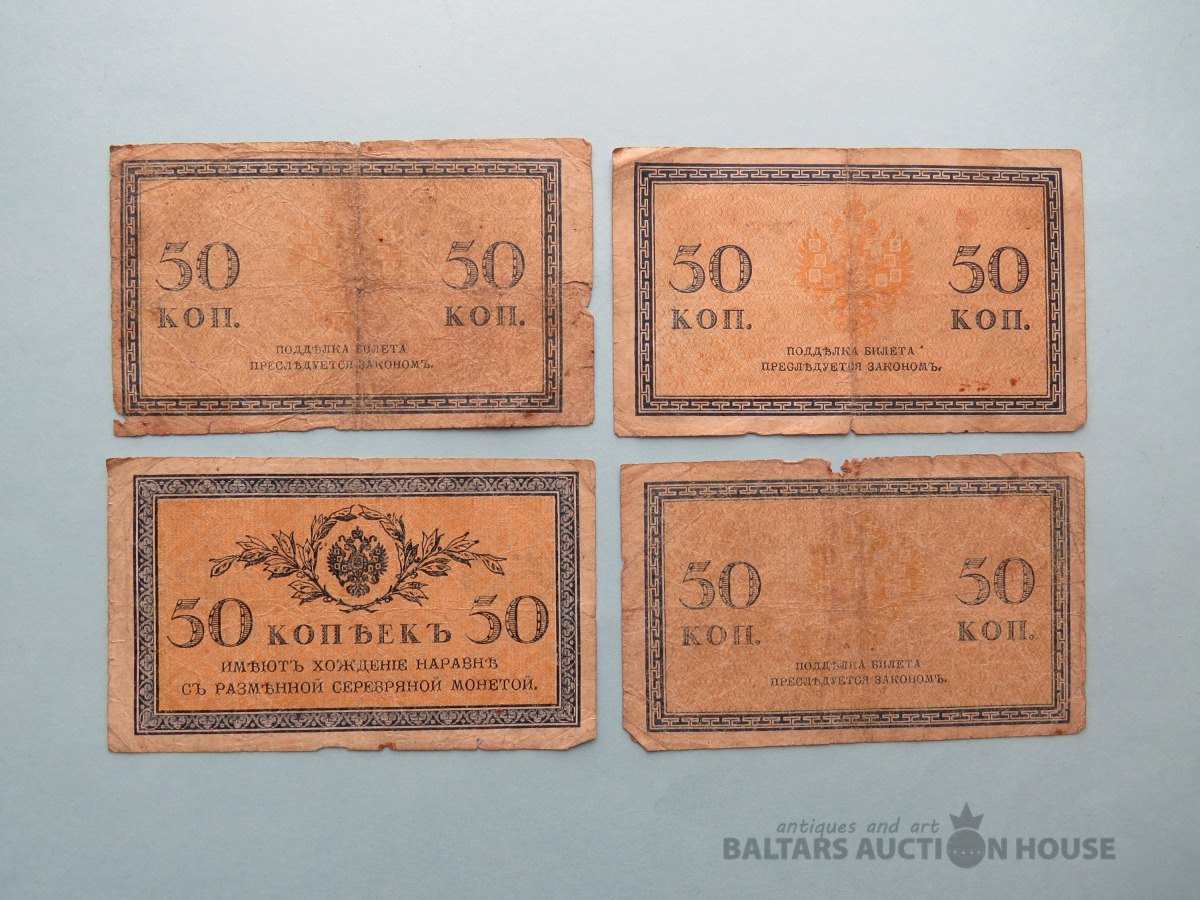 50 50
КОП. КОП.
ПОДДѢЛКА БИЛЕТА
ПРЕСЛѢДУЕТСЯ ЗАКОНОМЪ.
50 50
КОП. КОП.
ПОДДѢЛКА БИЛЕТА
ПРЕСЛѢДУЕТСЯ ЗАКОНОМЪ.
50 КОПѢЕКЪ 50
ИМѢЮТЪ ХОЖДЕНІЕ НАРАВНѢ
СЪ РАЗМѢННОЙ СЕРЕБРЯНОЙ МОНЕТОЙ.
50 50
КОП. КОП.
ПОДДѢЛКА БИЛЕТА
ПРЕСЛѢДУЕТСЯ ЗАКОНОМЪ.
antiques and art
BALTARS AUCTION HOUSE